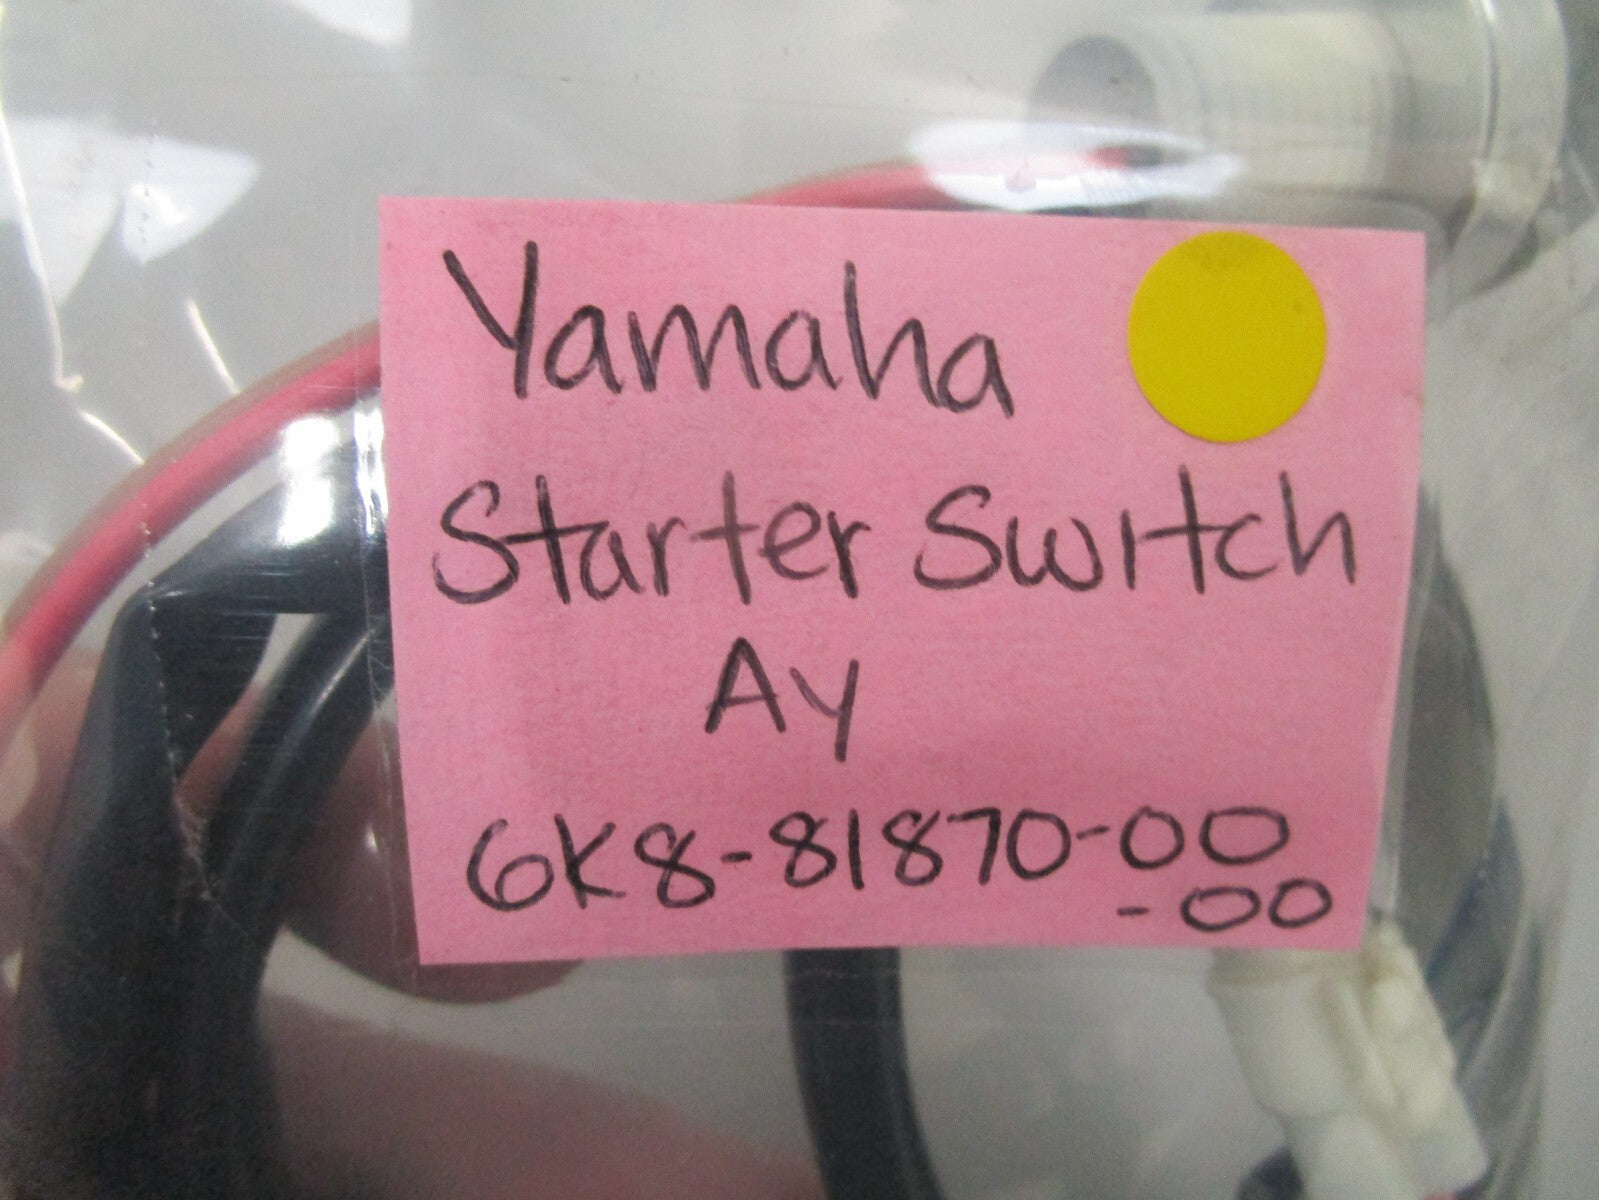 Yamaha
Starter Switch
Ay
6K8-81870-00
-00